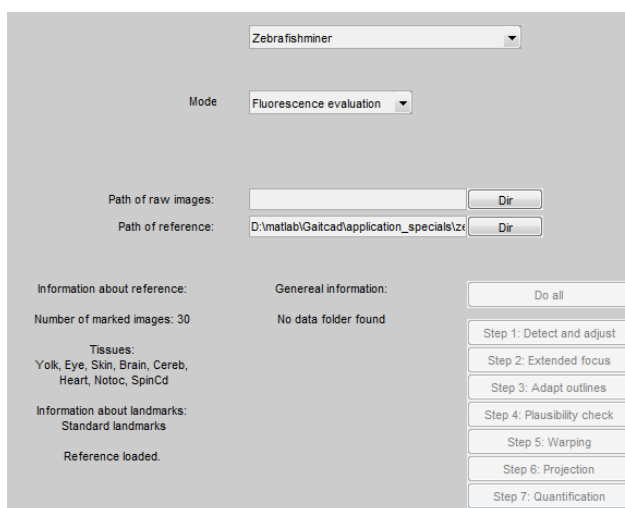 Zebrafishminer
Mode
Fluorescence evaluation
Path of raw images:
Dir
Path of reference:
D:\matlab\Gaitcad\application_specials\ze
Dir
Information about reference:
Genereal information:
Do all
Number of marked images: 30
No data folder found
Step 1: Detect and adjust
Tissues:
Yolk, Eye, Skin, Brain, Cereb,
Heart, Notoc, SpinCd
Step 2: Extended focus
Step 3: Adapt outlines
Information about landmarks:
Standard landmarks
Step 4: Plausibility check
Step 5: Warping
Reference loaded.
Step 6: Projection
Step 7: Quantification